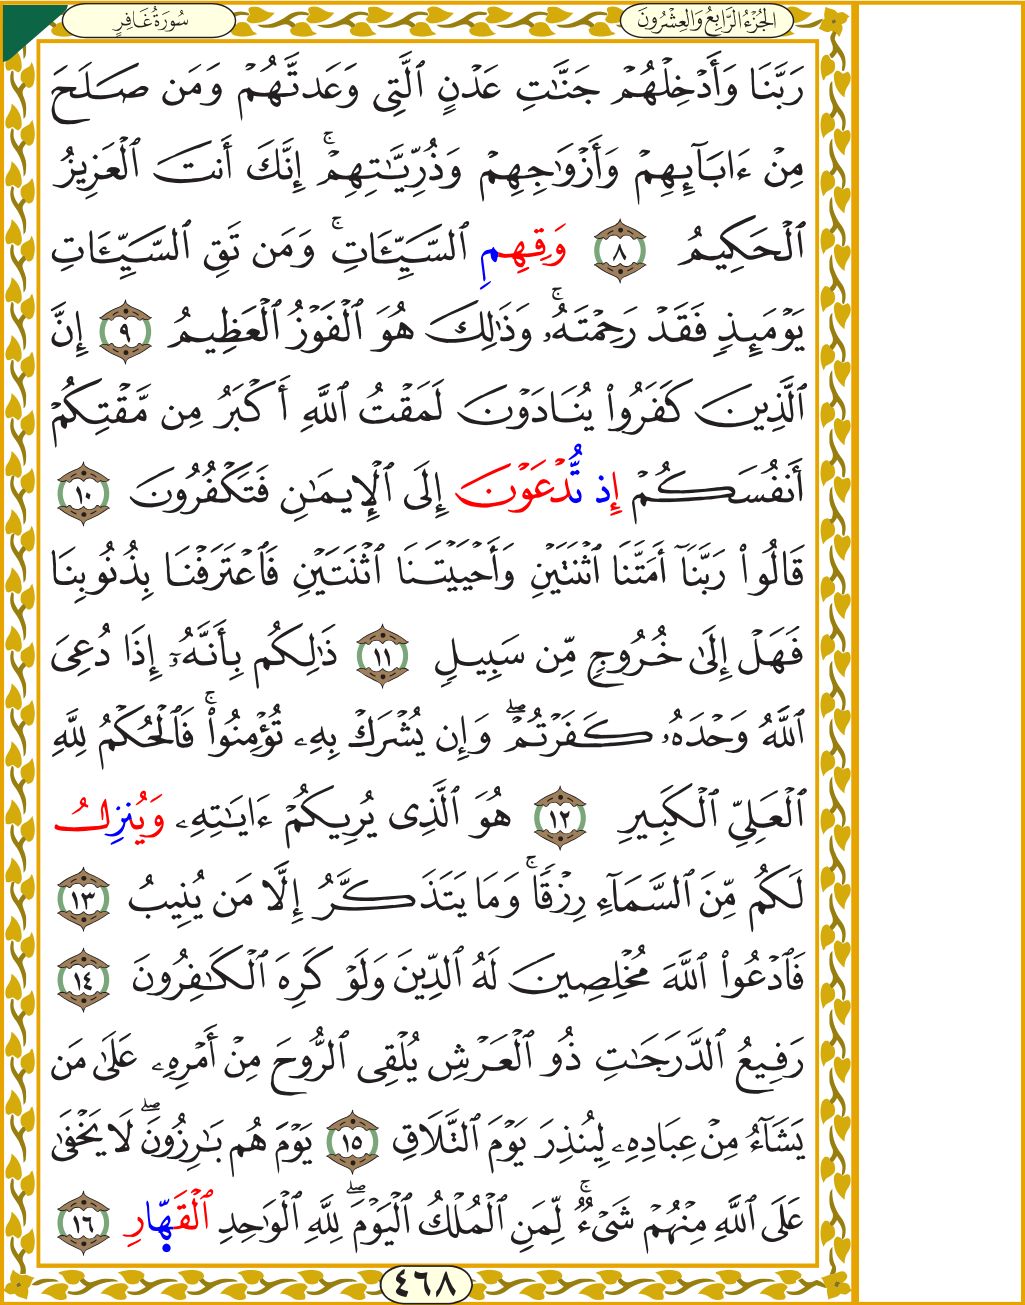 الجُزْءُ الرَّابِعُ وَالعِشْرُونَ
سُورَةُ غَافِرٍ
رَبَّنَا وَأَدْخِلْهُمْ جَنَّٰتِ عَدْنٍ ٱلَّتِى وَعَدتَّهُمْ وَمَن صَلَحَ
مِنْ ءَابَآئِهِمْ وَأَزْوَٰجِهِمْ وَذُرِّيَّٰتِهِمْ ۚ إِنَّكَ أَنتَ ٱلْعَزِيزُ
ٱلْحَكِيمُ ٨ وَقِهِمِ ٱلسَّيِّـَٔاتِ ۚ وَمَن تَقِ ٱلسَّيِّـَٔاتِ
يَوْمَئِذٍ فَقَدْ رَحِمْتَهُۥ ۚ وَذَٰلِكَ هُوَ ٱلْفَوْزُ ٱلْعَظِيمُ ٩ إِنَّ
ٱلَّذِينَ كَفَرُوا۟ يُنَادَوْنَ لَمَقْتُ ٱللَّهِ أَكْبَرُ مِن مَّقْتِكُمْ
أَنفُسَكُمْ إِذ تُّدْعَوْنَ إِلَى ٱلْإِيمَٰنِ فَتَكْفُرُونَ ١٠
قَالُوا۟ رَبَّنَآ أَمَتَّنَا ٱثْنَتَيْنِ وَأَحْيَيْتَنَا ٱثْنَتَيْنِ فَٱعْتَرَفْنَا بِذُنُوبِنَا
فَهَلْ إِلَىٰ خُرُوجٍ مِّن سَبِيلٍ ١١ ذَٰلِكُم بِأَنَّهُۥٓ إِذَا دُعِىَ
ٱللَّهُ وَحْدَهُۥ كَفَرْتُمْ ۖ وَإِن يُشْرَكْ بِهِۦ تُؤْمِنُوا۟ ۚ فَٱلْحُكْمُ لِلَّهِ
ٱلْعَلِىِّ ٱلْكَبِيرِ ١٢ هُوَ ٱلَّذِى يُرِيكُمْ ءَايَٰتِهِۦ وَيُنزِلُ
لَكُم مِّنَ ٱلسَّمَآءِ رِزْقًا ۚ وَمَا يَتَذَكَّرُ إِلَّا مَن يُنِيبُ ١٣
فَٱدْعُوا۟ ٱللَّهَ مُخْلِصِينَ لَهُ ٱلدِّينَ وَلَوْ كَرِهَ ٱلْكَٰفِرُونَ ١٤
رَفِيعُ ٱلدَّرَجَٰتِ ذُو ٱلْعَرْشِ يُلْقِى ٱلرُّوحَ مِنْ أَمْرِهِۦ عَلَىٰ مَن
يَشَآءُ مِنْ عِبَادِهِۦ لِيُنذِرَ يَوْمَ ٱلتَّلَاقِ ١٥ يَوْمَ هُم بَٰرِزُونَ ۖ لَا يَخْفَىٰ
عَلَى ٱللَّهِ مِنْهُمْ شَىْءٌ ۚ لِّمَنِ ٱلْمُلْكُ ٱلْيَوْمَ ۖ لِلَّهِ ٱلْوَٰحِدِ ٱلْقَهَّارِ ١٦
٤٦٨